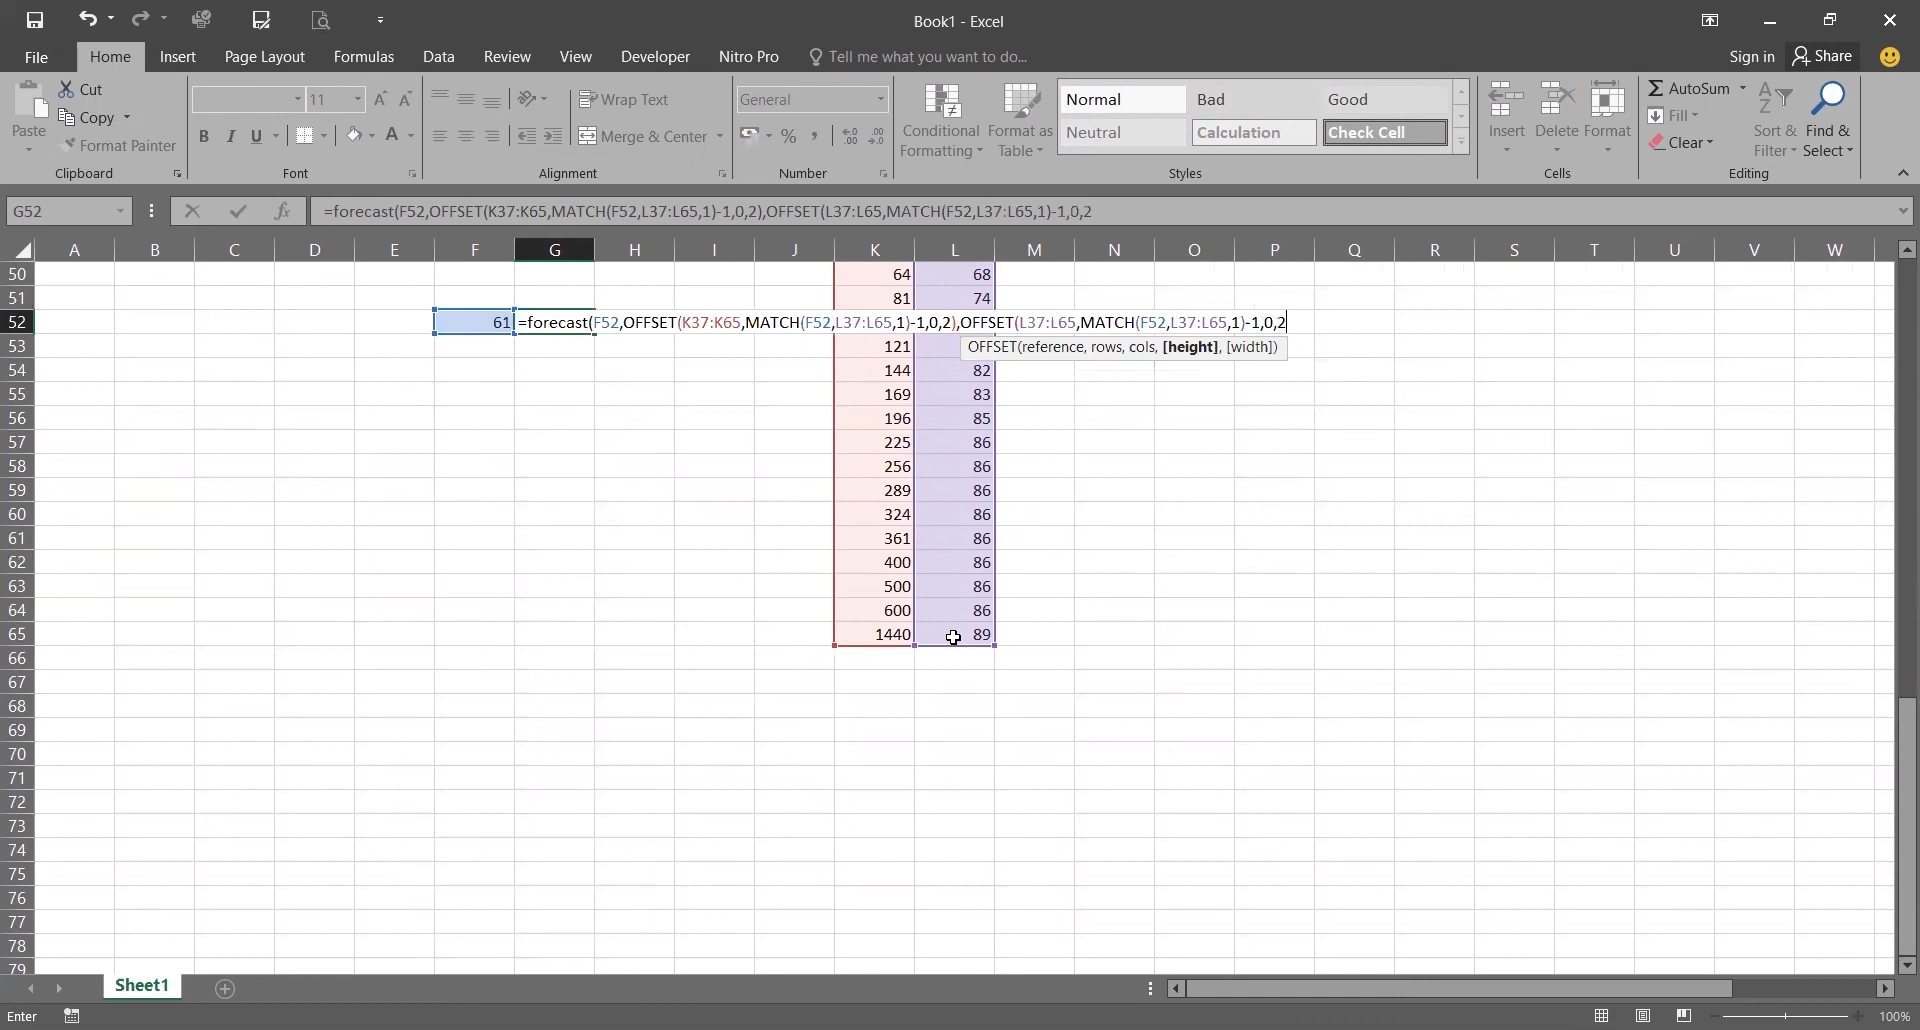 Book1 - Excel
File Home Insert Page Layout Formulas Data Review View Developer Nitro Pro Tell me what you want to do... Sign in Share
Paste
Cut
Copy
Format Painter
Clipboard
11
B I U A
Font
Wrap Text
Merge & Center
Alignment
General
%
Number
Conditional Formatting
Format as Table
Normal Bad Good
Neutral Calculation Check Cell
Styles
Insert Delete Format
Cells
AutoSum
Fill
Clear
Sort & Filter
Find & Select
Editing
G52 fx =forecast(F52,OFFSET(K37:K65,MATCH(F52,L37:L65,1)-1,0,2),OFFSET(L37:L65,MATCH(F52,L37:L65,1)-1,0,2
A B C D E F G H I J K L M N O P Q R S T U V W
50 64 68
51 81 74
52 61 =forecast(F52,OFFSET(K37:K65,MATCH(F52,L37:L65,1)-1,0,2),OFFSET(L37:L65,MATCH(F52,L37:L65,1)-1,0,2
OFFSET(reference, rows, cols, [height], [width])
53 121
54 144 82
55 169 83
56 196 85
57 225 86
58 256 86
59 289 86
60 324 86
61 361 86
62 400 86
63 500 86
64 600 86
65 1440 89
66
67
68
69
70
71
72
73
74
75
76
77
78
79
Sheet1
Enter 100%